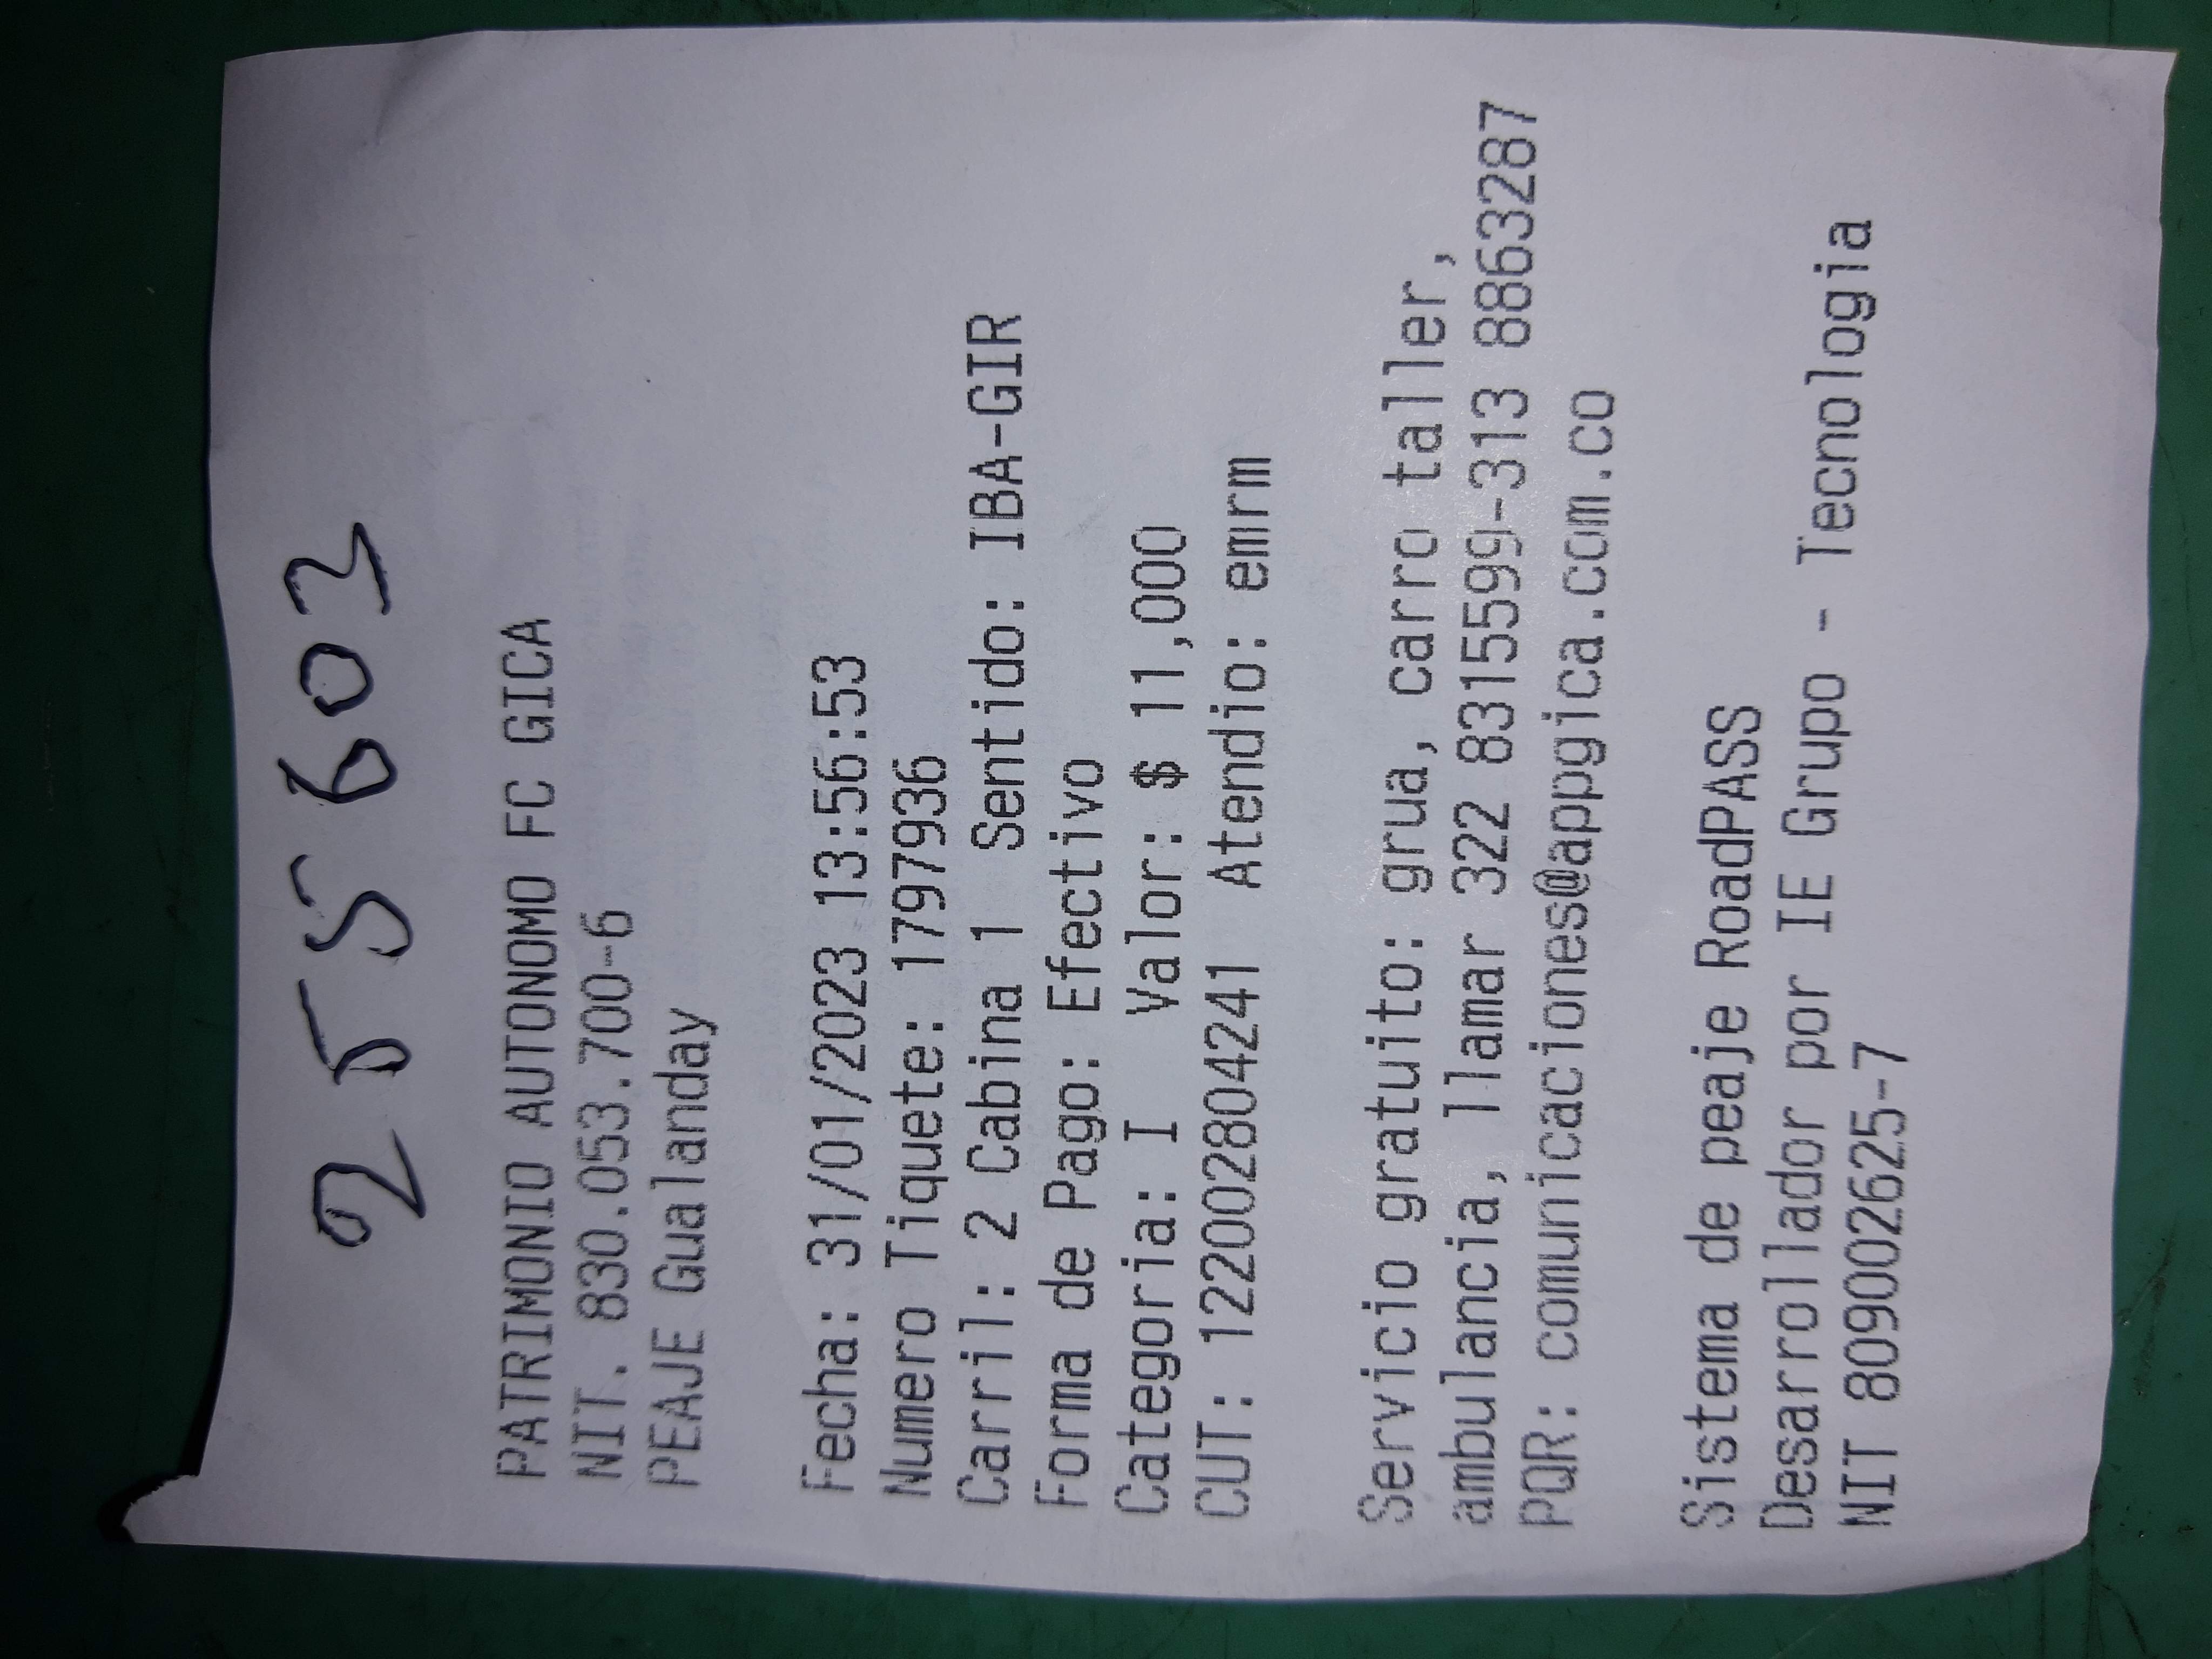 255603
PATRIMONIO AUTONOMO FC GICA
NIT. 830.053.700-6
PEAJE Gualanday
Fecha: 31/01/2023 13:56:53
Numero Tiquete: 1797936
Carril: 2 Cabina 1 Sentido: IBA-GIR
Forma de Pago: Efectivo
Categoria: I Valor: $ 11,000
CUT: 12200280424​1 Atendio: emrm
Servicio gratuito: grua, carro taller,
ambulancia, llamar 322 8315599-313 8863287
PQR: comunicaciones@appgica.com.co
Sistema de peaje RoadPASS
Desarrollador por IE Grupo - Tecnologia
NIT 809002625-7